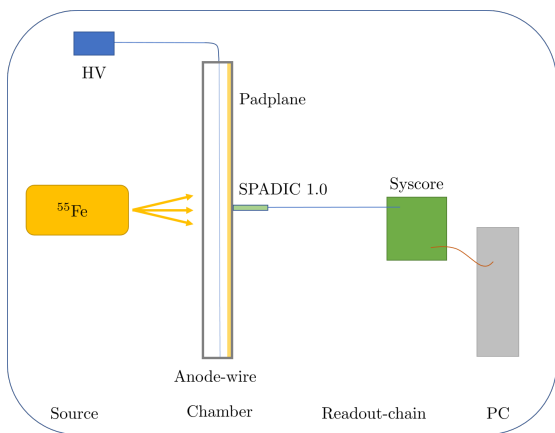 HV
Padplane
SPADIC 1.0
Syscore
⁵⁵Fe
Anode-wire
Source
Chamber
Readout-chain
PC